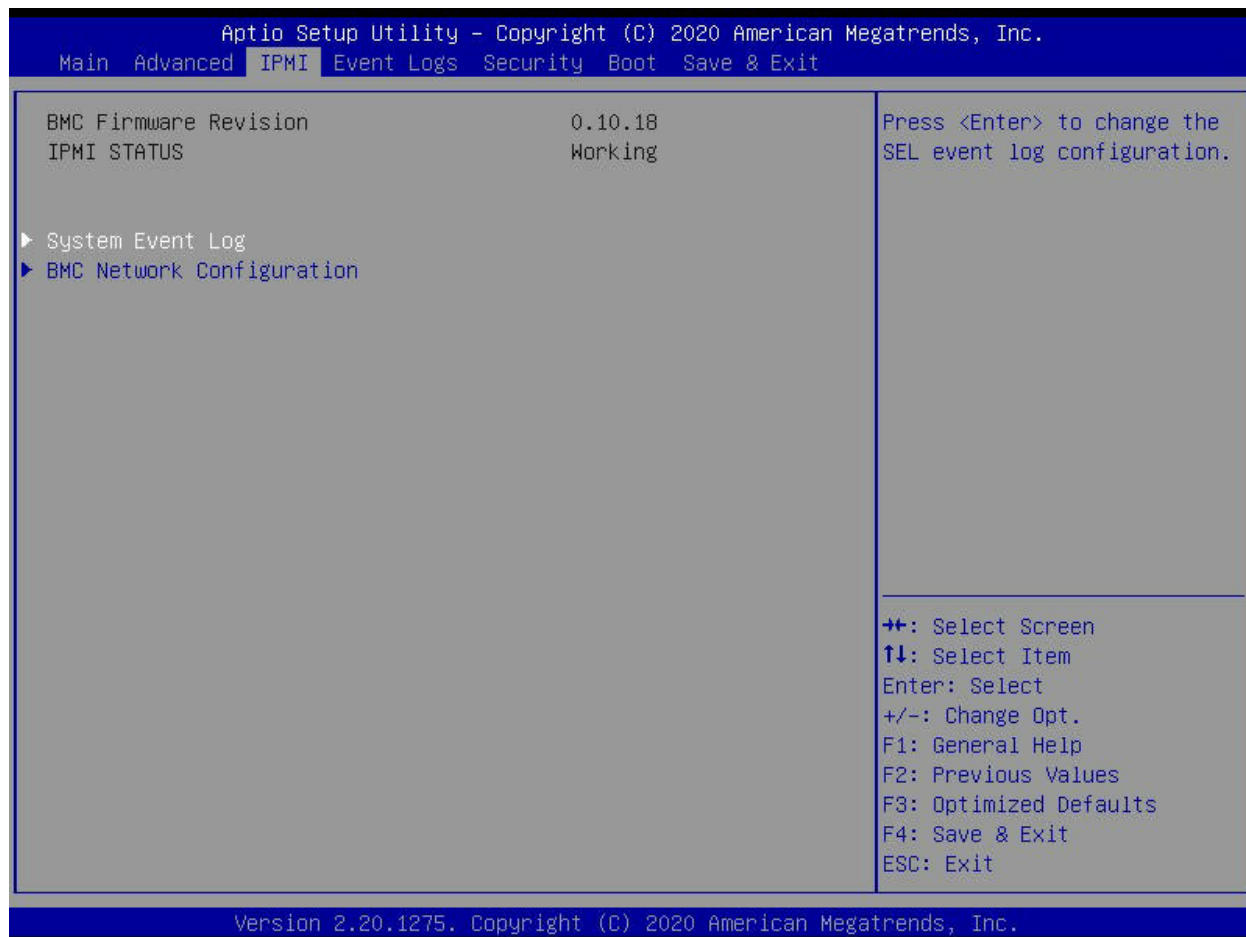 Aptio Setup Utility - Copyright (C) 2020 American Megatrends, Inc.
Main Advanced IPMI Event Logs Security Boot Save & Exit
BMC Firmware Revision 0.10.18
IPMI STATUS Working
System Event Log
BMC Network Configuration
Press <Enter> to change the
SEL event log configuration.
→←: Select Screen
↑↓: Select Item
Enter: Select
+/-: Change Opt.
F1: General Help
F2: Previous Values
F3: Optimized Defaults
F4: Save & Exit
ESC: Exit
Version 2.20.1275. Copyright (C) 2020 American Megatrends, Inc.